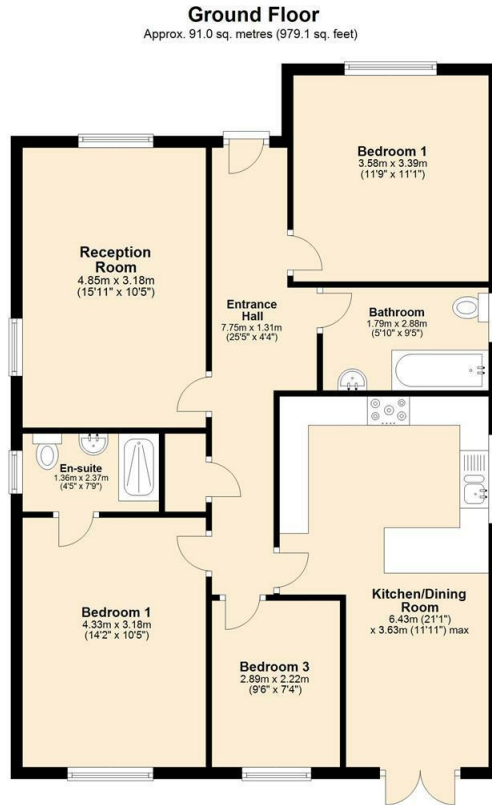 Ground Floor
Approx. 91.0 sq. metres (979.1 sq. feet)
Bedroom 1
3.58m x 3.39m
(11'9" x 11'1")
Reception
Room
4.85m x 3.18m
(15'11" x 10'5")
Entrance
Hall
7.75m x 1.31m
(25'5" x 4'4")
Bathroom
1.79m x 2.88m
(5'10" x 9'5")
En-suite
1.36m x 2.37m
(4'5" x 7'9")
Bedroom 1
4.33m x 3.18m
(14'2" x 10'5")
Bedroom 3
2.89m x 2.22m
(9'6" x 7'4")
Kitchen/Dining
Room
6.43m (21'1")
x 3.63m (11'11") max